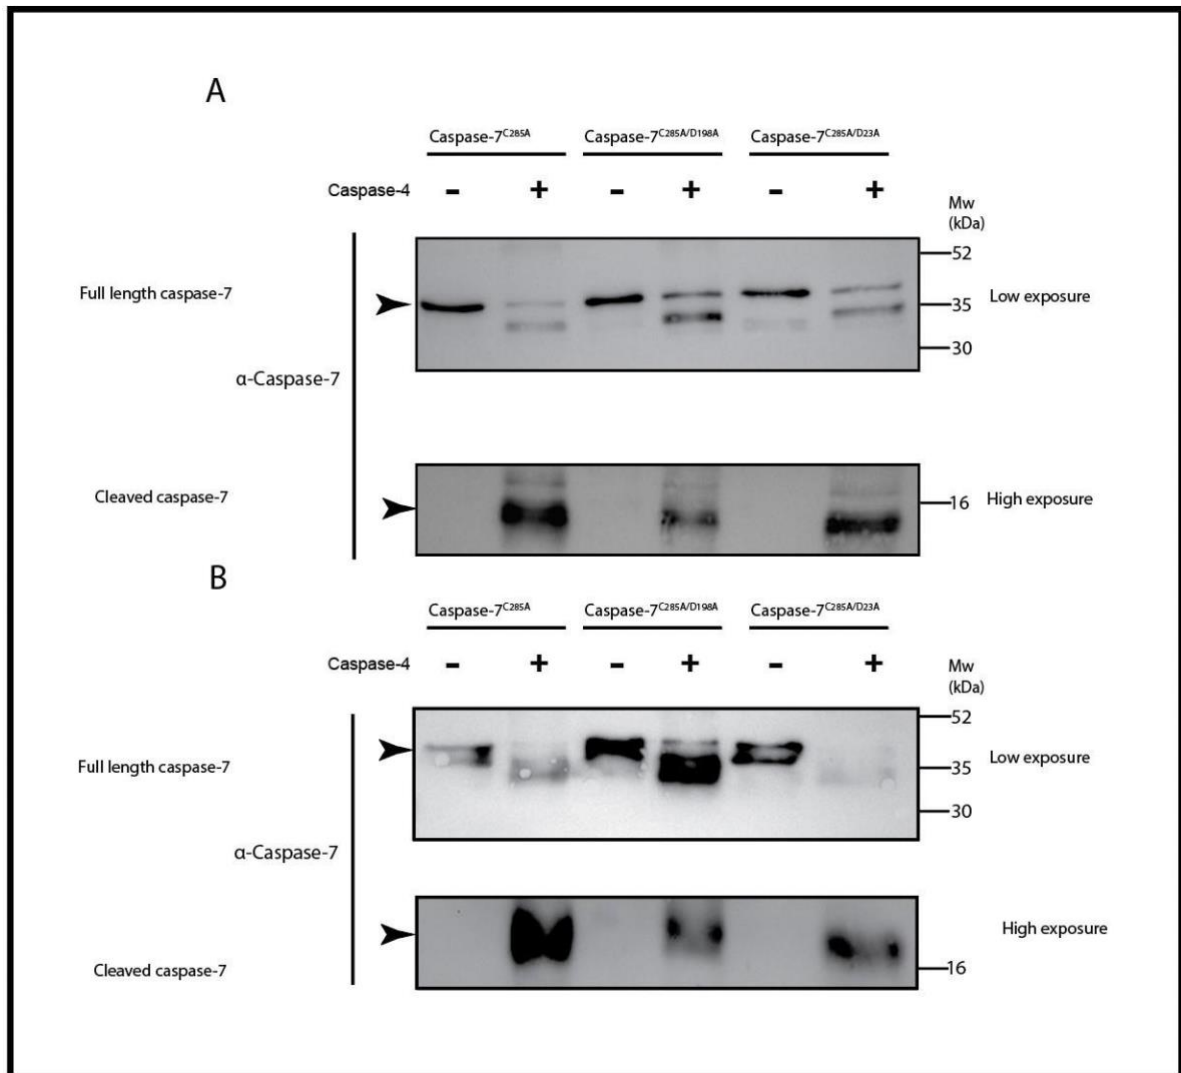 A
Caspase-7C285A Caspase-7C285A/D198A Caspase-7C285A/D23A
Caspase-4 - + - + - +
Mw
(kDa)
52
Full length caspase-7
35 Low exposure
30
α-Caspase-7
Cleaved caspase-7
16 High exposure
B
Caspase-7C285A Caspase-7C285A/D198A Caspase-7C285A/D23A
Caspase-4 - + - + - +
Mw
(kDa)
52
Full length caspase-7
35 Low exposure
30
α-Caspase-7
High exposure
Cleaved caspase-7
16